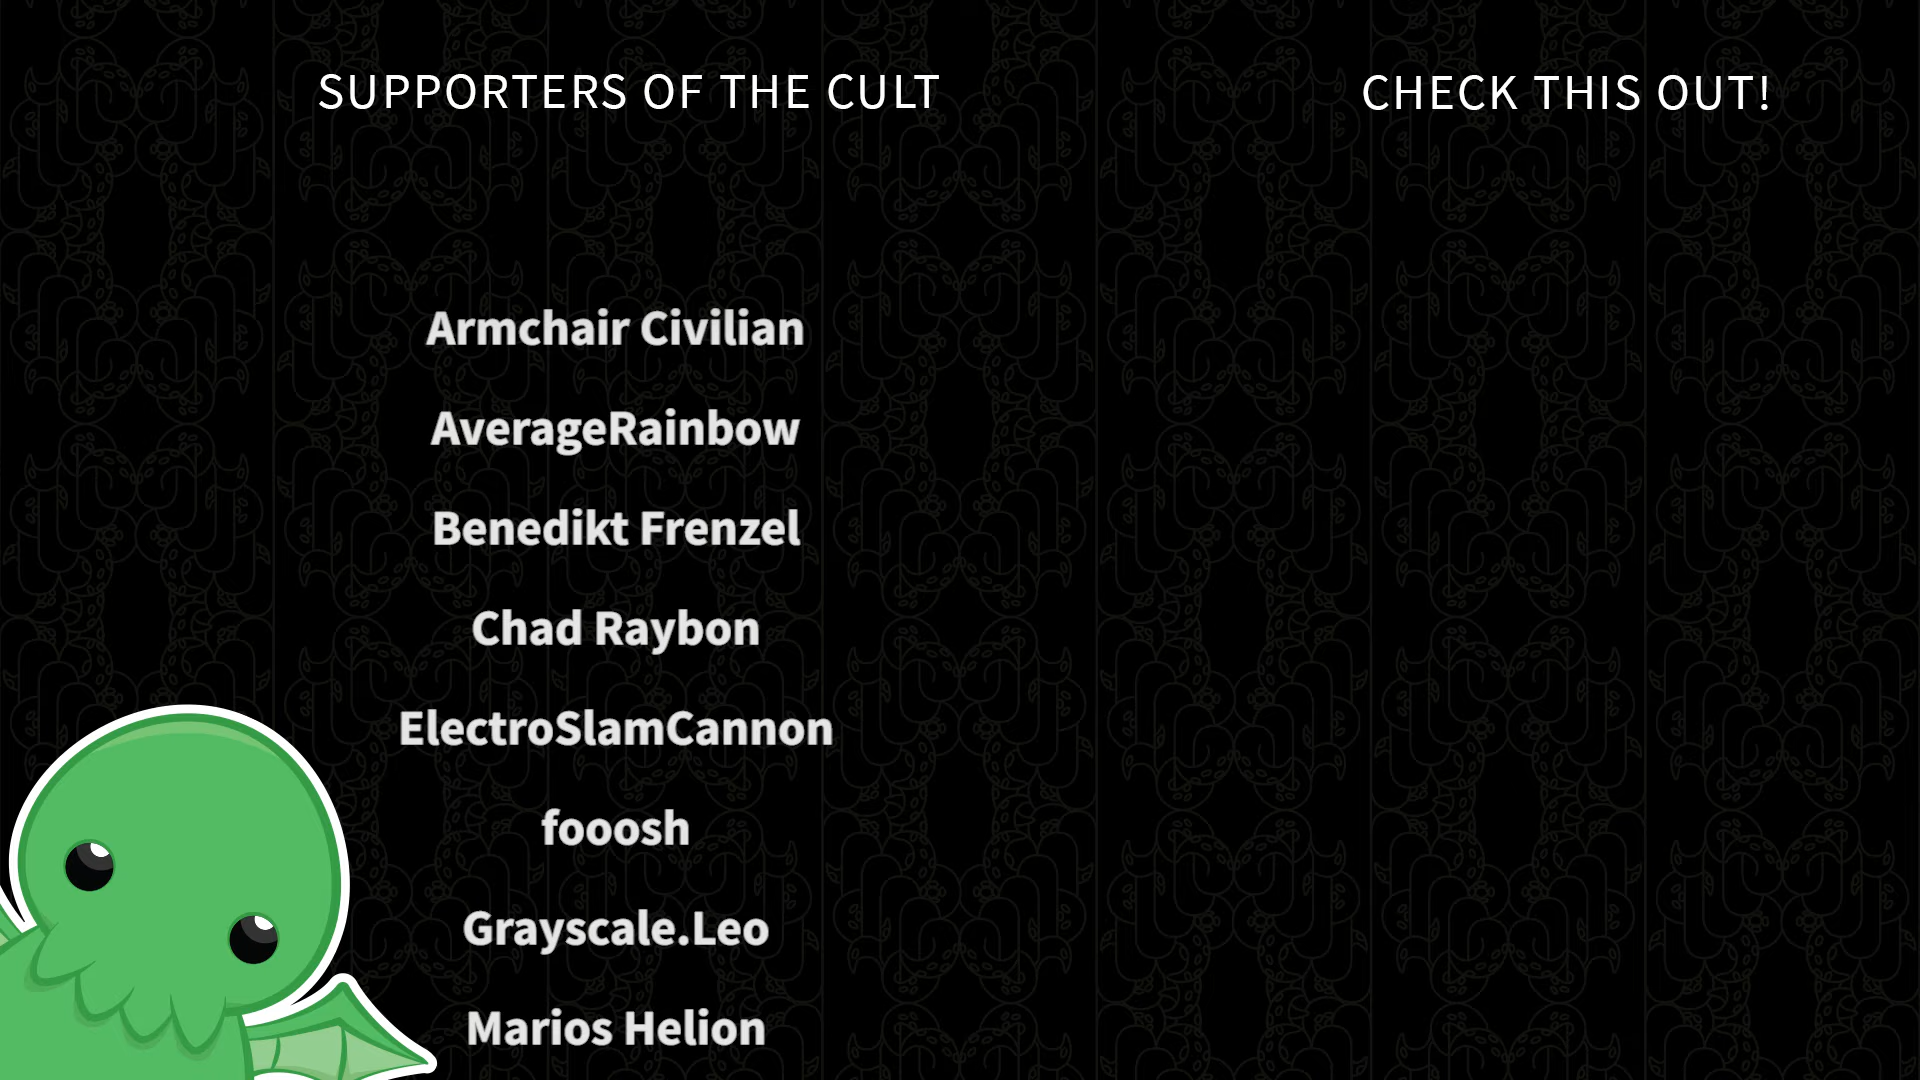 SUPPORTERS OF THE CULT
CHECK THIS OUT!
Armchair Civilian
AverageRainbow
Benedikt Frenzel
Chad Raybon
ElectroSlamCannon
fooosh
Grayscale.Leo
Marios Helion